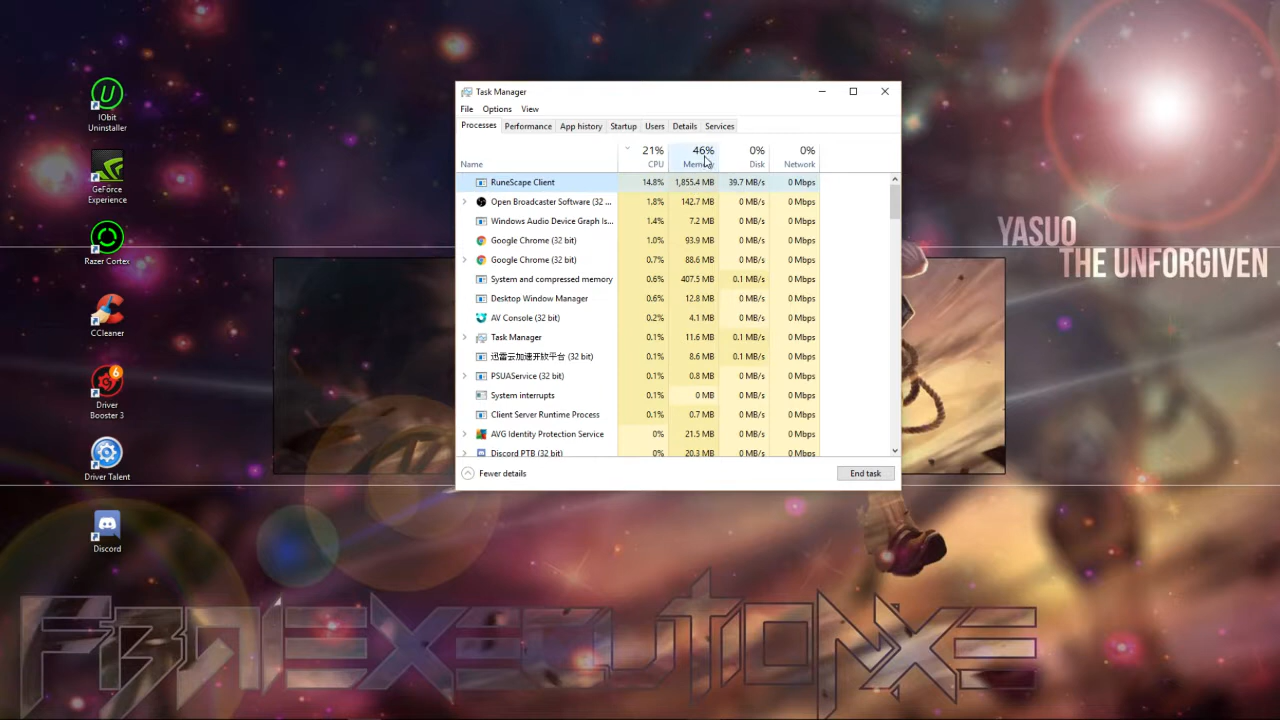 IObit
Uninstaller
GeForce
Experience
Razer Cortex
CCleaner
6
Driver
Booster 3
Driver Talent
Discord
Task Manager
File Options View
Processes Performance App history Startup Users Details Services
21% 46% 0% 0%
Name CPU Memory Disk Network
RuneScape Client 14.8% 1,855.4 MB 39.7 MB/s 0 Mbps
Open Broadcaster Software (32 ... 1.8% 142.7 MB 0 MB/s 0 Mbps
Windows Audio Device Graph Is... 1.4% 7.2 MB 0 MB/s 0 Mbps
Google Chrome (32 bit) 1.0% 93.9 MB 0 MB/s 0 Mbps
Google Chrome (32 bit) 0.7% 88.6 MB 0 MB/s 0 Mbps
System and compressed memory 0.6% 407.5 MB 0.1 MB/s 0 Mbps
Desktop Window Manager 0.6% 12.8 MB 0 MB/s 0 Mbps
AV Console (32 bit) 0.2% 4.1 MB 0 MB/s 0 Mbps
Task Manager 0.1% 11.6 MB 0.1 MB/s 0 Mbps
迅雷云加速开放平台 (32 bit) 0.1% 8.6 MB 0.1 MB/s 0 Mbps
PSUAService (32 bit) 0.1% 0.8 MB 0 MB/s 0 Mbps
System interrupts 0.1% 0 MB 0 MB/s 0 Mbps
Client Server Runtime Process 0.1% 0.7 MB 0 MB/s 0 Mbps
AVG Identity Protection Service 0% 21.5 MB 0 MB/s 0 Mbps
Discord PTB (32 bit) 0% 20.3 MB 0 MB/s 0 Mbps
Fewer details End task
YASUO
THE UNFORGIVEN